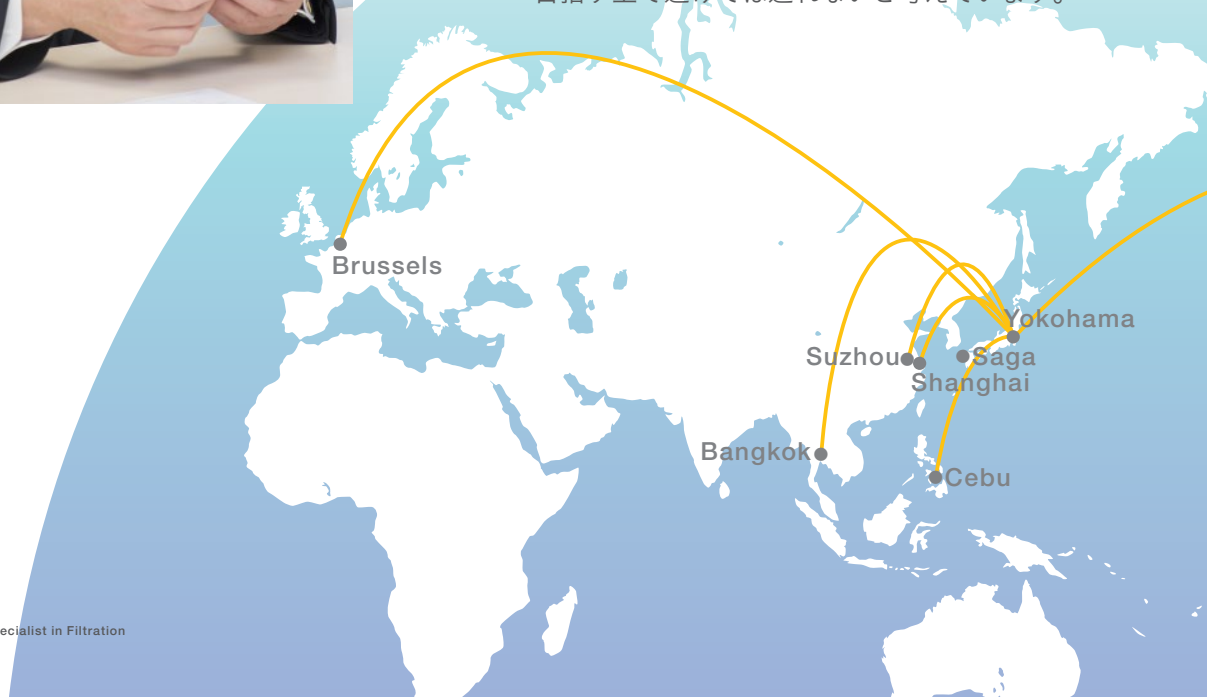 Brussels
Yokohama
Suzhou
Saga
Shanghai
Bangkok
Cebu
ecialist in Filtration